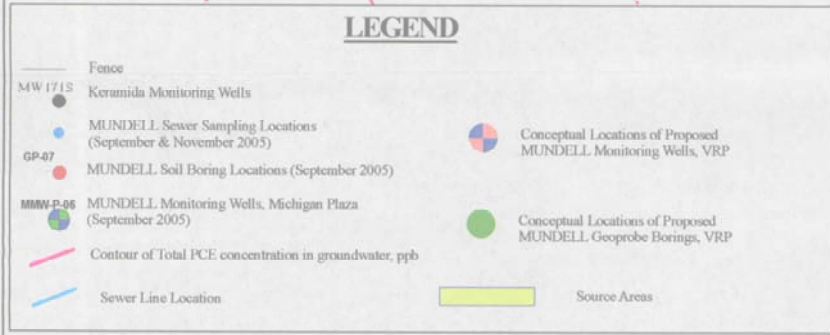 LEGEND
Fence
MW171S
Keramida Monitoring Wells
MUNDELL Sewer Sampling Locations
(September & November 2005)
GP-07
MUNDELL Soil Boring Locations (September 2005)
MMW-P-06 MUNDELL Monitoring Wells, Michigan Plaza
(September 2005)
Contour of Total PCE concentration in groundwater, ppb
Sewer Line Location
Conceptual Locations of Proposed
MUNDELL Monitoring Wells, VRP
Conceptual Locations of Proposed
MUNDELL Geoprobe Borings, VRP
Source Areas